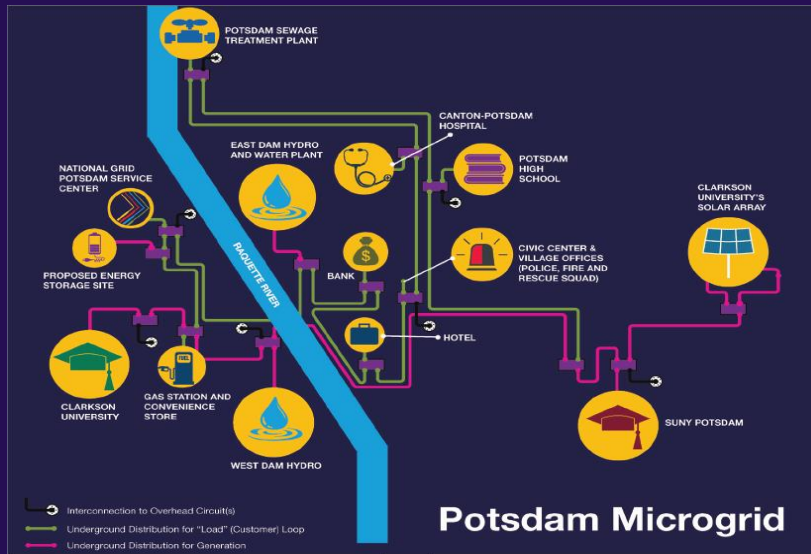 POTSDAM SEWAGE
TREATMENT PLANT
CANTON-POTSDAM
HOSPITAL
EAST DAM HYDRO
AND WATER PLANT
NATIONAL GRID
POTSDAM SERVICE
CENTER
POTSDAM
HIGH
SCHOOL
CLARKSON
UNIVERSITY'S
SOLAR ARRAY
RAQUETTE RIVER
$
BANK
CIVIC CENTER &
VILLAGE OFFICES
(POLICE, FIRE AND
RESCUE SQUAD)
PROPOSED ENERGY
STORAGE SITE
HOTEL
FUEL
CLARKSON
UNIVERSITY
GAS STATION AND
CONVENIENCE
STORE
WEST DAM HYDRO
SUNY POTSDAM
Interconnection to Overhead Circuit(s)
Underground Distribution for "Load" (Customer) Loop
Underground Distribution for Generation
Potsdam Microgrid